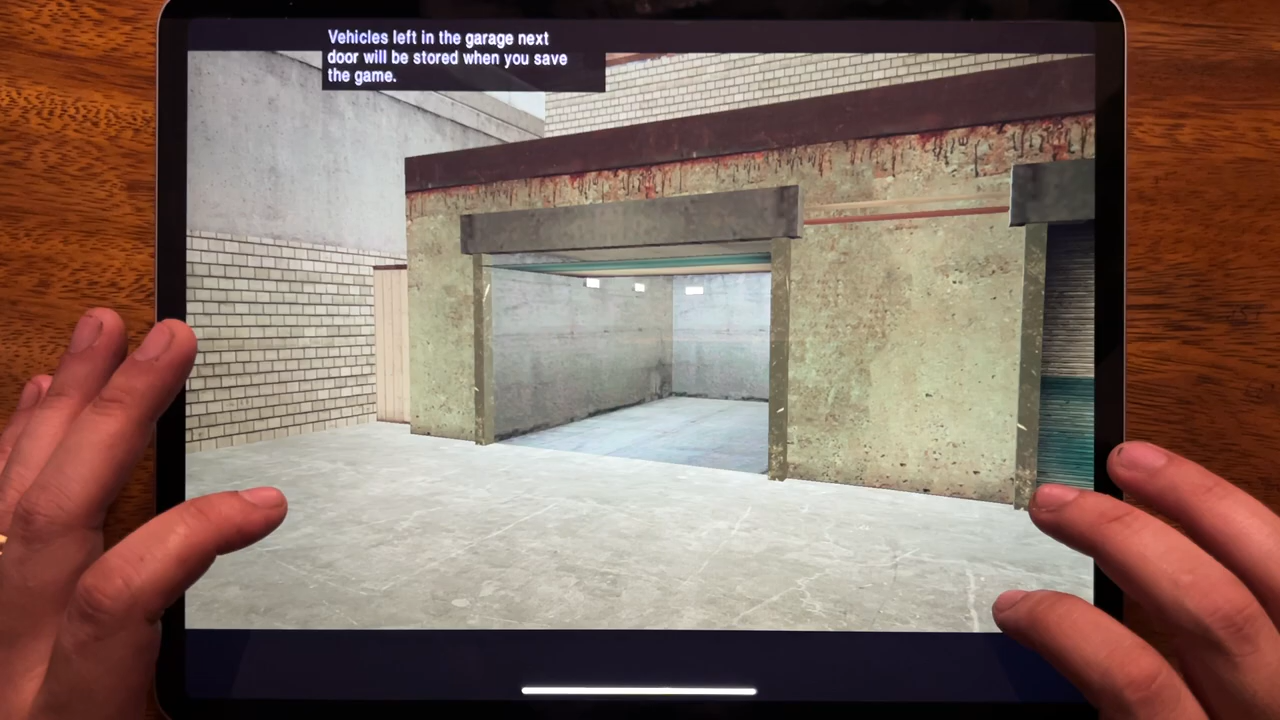 Vehicles left in the garage next
door will be stored when you save
the game.